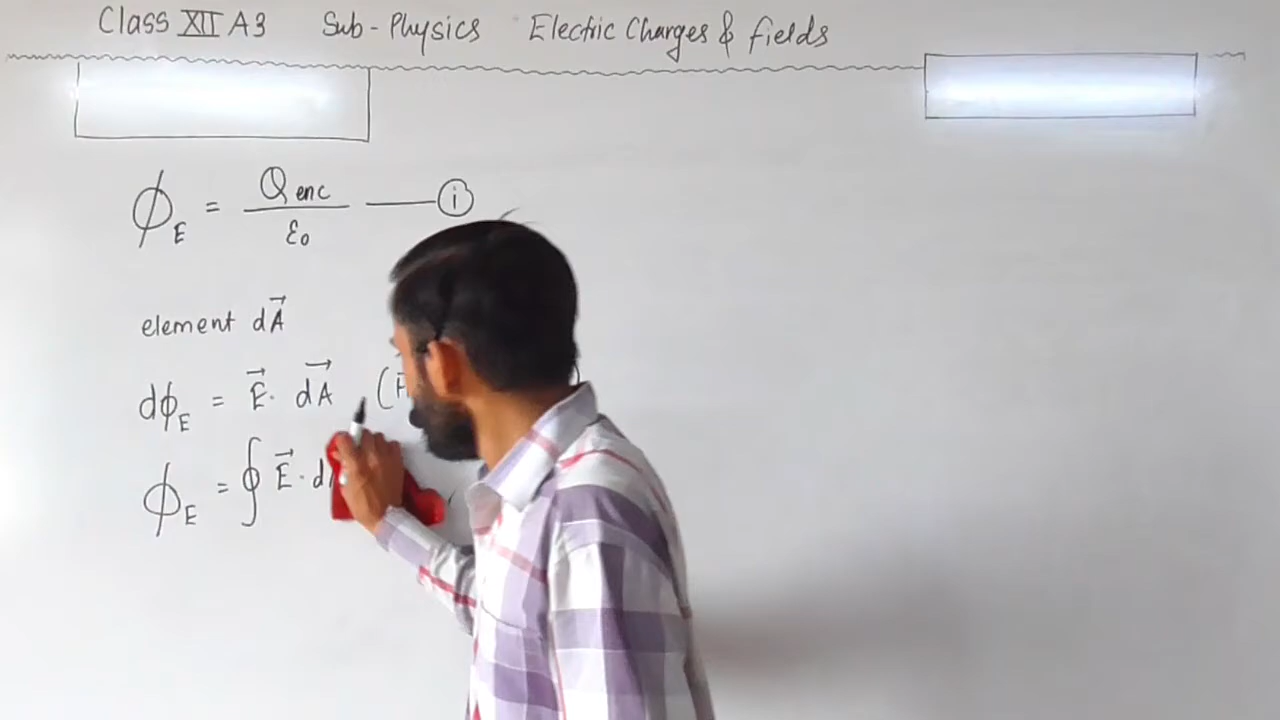 Class XII A3 Sub-Physics Electric Charges & fields
ϕE = Qenc / ε0 —— (i)
element dA⃗
dϕE = E⃗ · dA⃗ (
ϕE = ∮ E⃗ · d